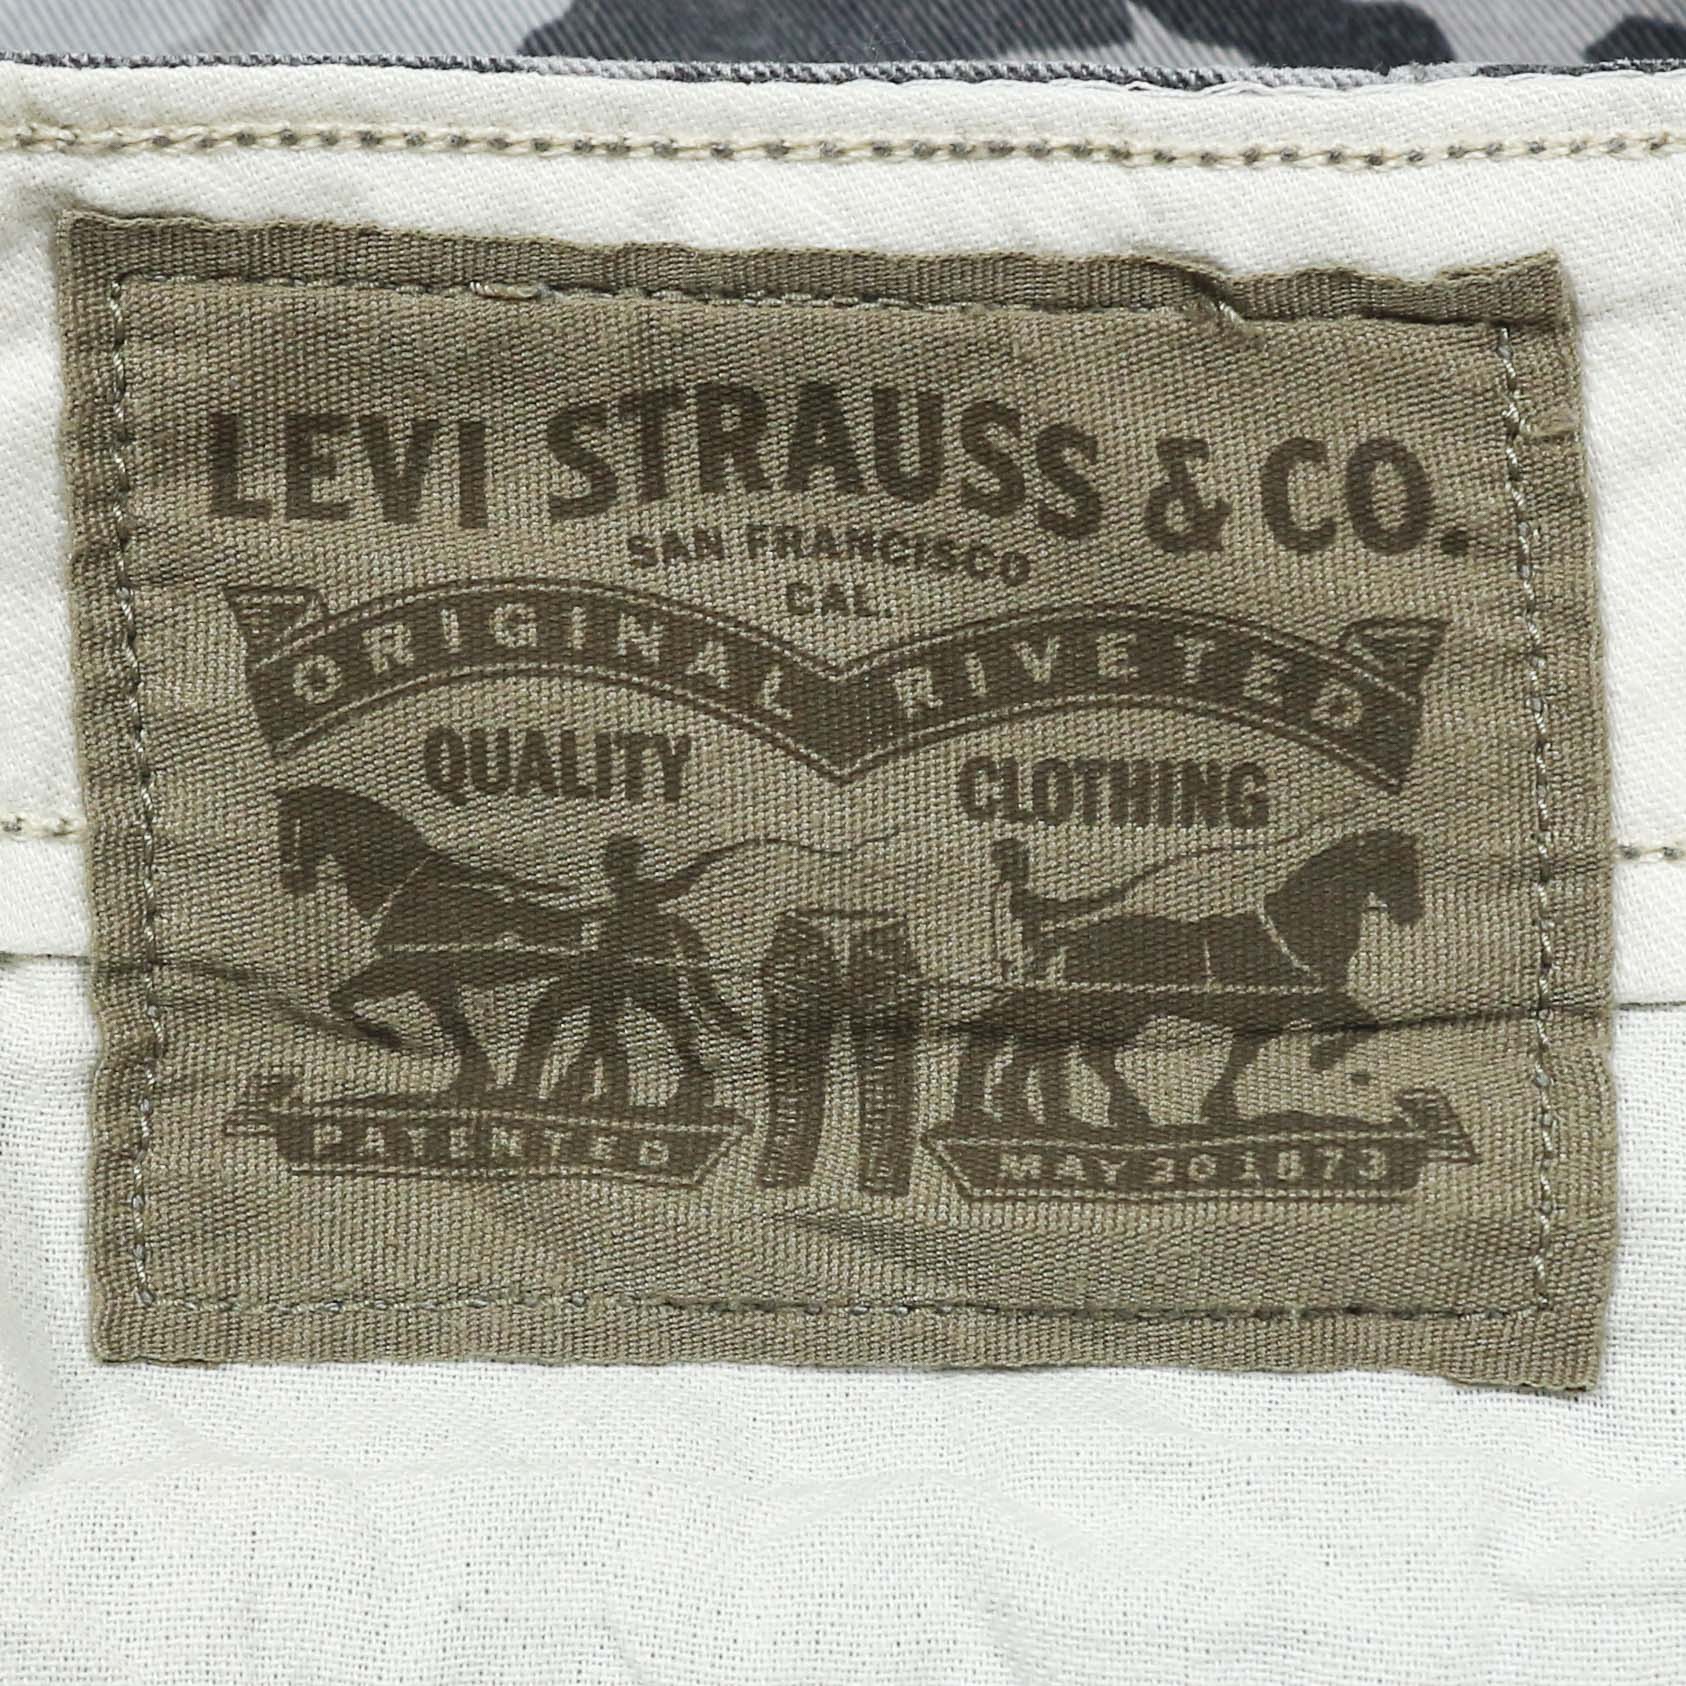 LEVI STRAUSS & CO.
SAN FRANCISCO
CAL.
ORIGINAL RIVETED
QUALITY CLOTHING
PATENTED MAY 20 1873